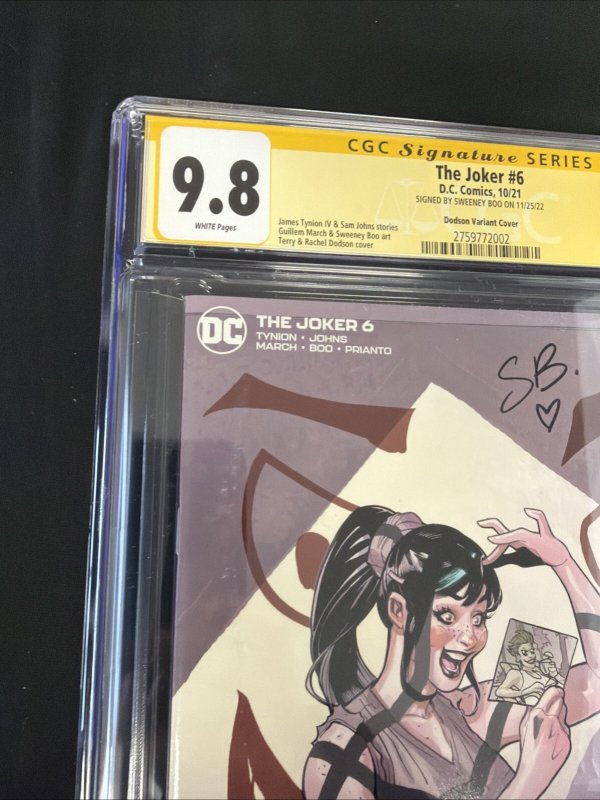 CGC Signature SERIES
9.8
WHITE Pages
The Joker #6
D.C. Comics, 10/21
SIGNED BY SWEENEY BOO ON 11/25/22
James Tynion IV & Sam Johns stories
Guillem March & Sweeney Boo art
Terry & Rachel Dodson cover
Dodson Variant Cover
2759772002
DC
THE JOKER 6
TYNION • JOHNS
MARCH • BOO • PRIANTO
SB.